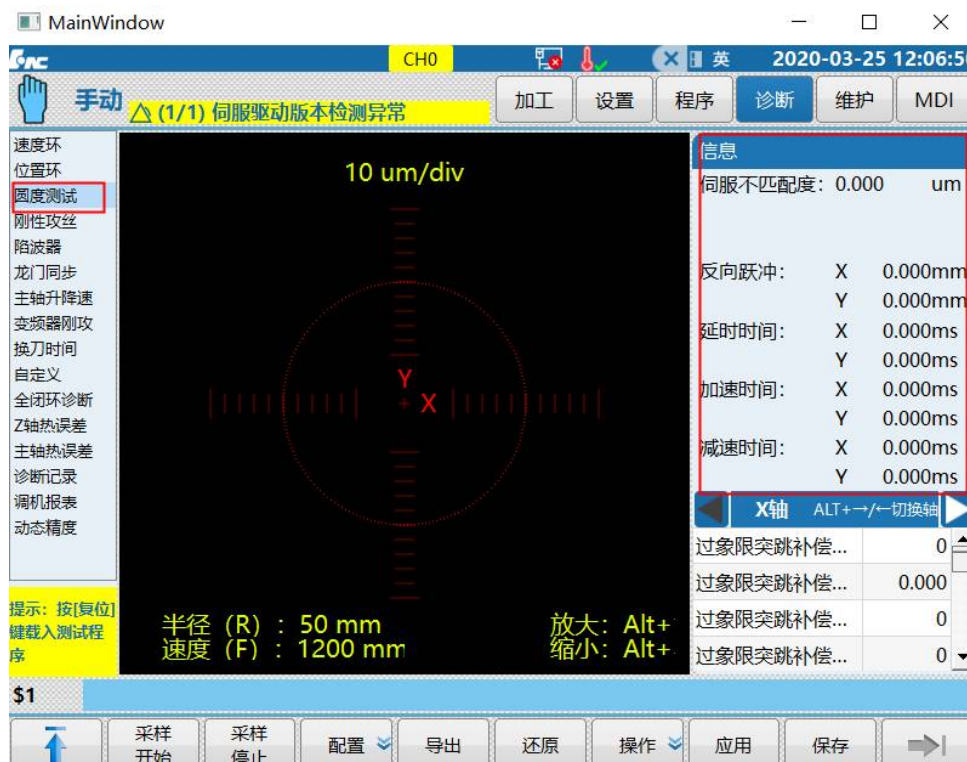 MainWindow
CH0
英
2020-03-25 12:06:5
手动
(1/1) 伺服驱动版本检测异常
加工
设置
程序
诊断
维护
MDI
速度环
位置环
圆度测试
刚性攻丝
陷波器
龙门同步
主轴升降速
变频器刚攻
换刀时间
自定义
全闭环诊断
Z轴热误差
主轴热误差
诊断记录
调机报表
动态精度
提示：按[复位]
键载入测试程
序
10 um/div
Y
X
半径（R）: 50 mm
速度（F）: 1200 mm
放大: Alt+
缩小: Alt+
信息
伺服不匹配度: 0.000 um
反向跃冲: X 0.000mm
Y 0.000mm
延时时间: X 0.000ms
Y 0.000ms
加速时间: X 0.000ms
Y 0.000ms
减速时间: X 0.000ms
Y 0.000ms
X轴 ALT+→/←切换轴
过象限突跳补偿... 0
过象限突跳补偿... 0.000
过象限突跳补偿... 0
过象限突跳补偿... 0
$1
采样
开始
采样
停止
配置
导出
还原
操作
应用
保存